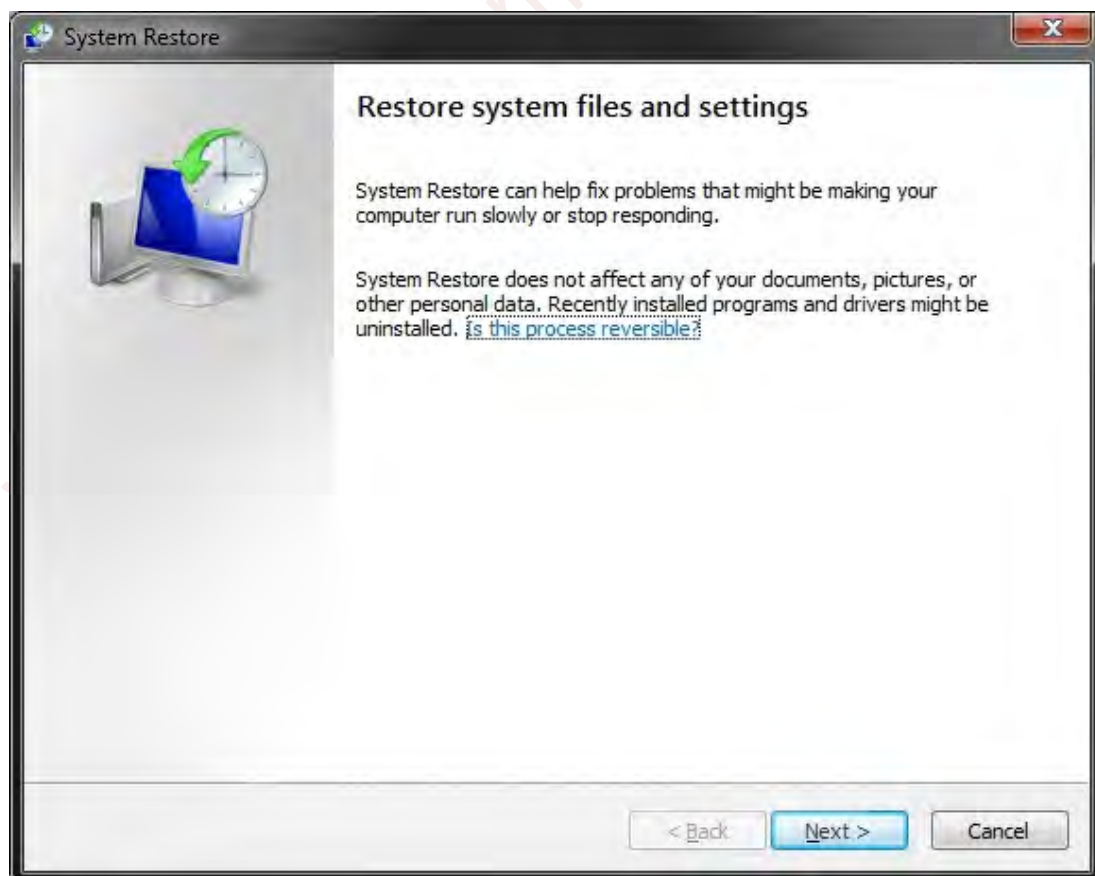 System Restore
Restore system files and settings
System Restore can help fix problems that might be making your
computer run slowly or stop responding.
System Restore does not affect any of your documents, pictures, or
other personal data. Recently installed programs and drivers might be
uninstalled. Is this process reversible?
< Back Next > Cancel